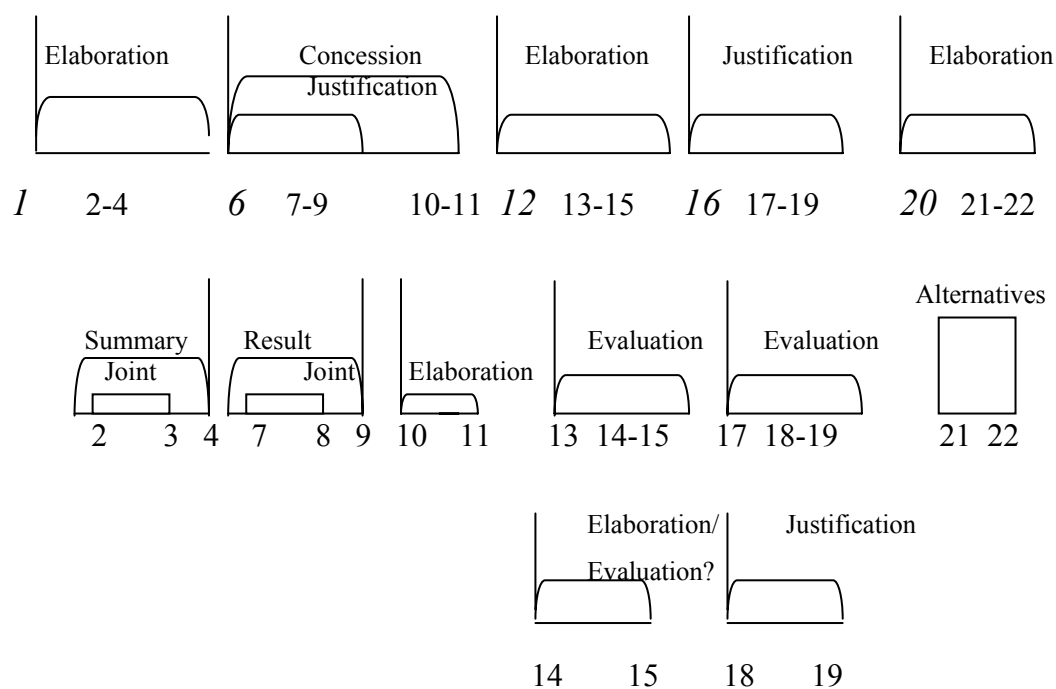 Elaboration Concession Elaboration Justification Elaboration
Justification
1 2-4 6 7-9 10-11 12 13-15 16 17-19 20 21-22
Alternatives
Summary Result Evaluation Evaluation
Joint Joint Elaboration
2 3 4 7 8 9 10 11 13 14-15 17 18-19 21 22
Elaboration/ Justification
Evaluation?
14 15 18 19